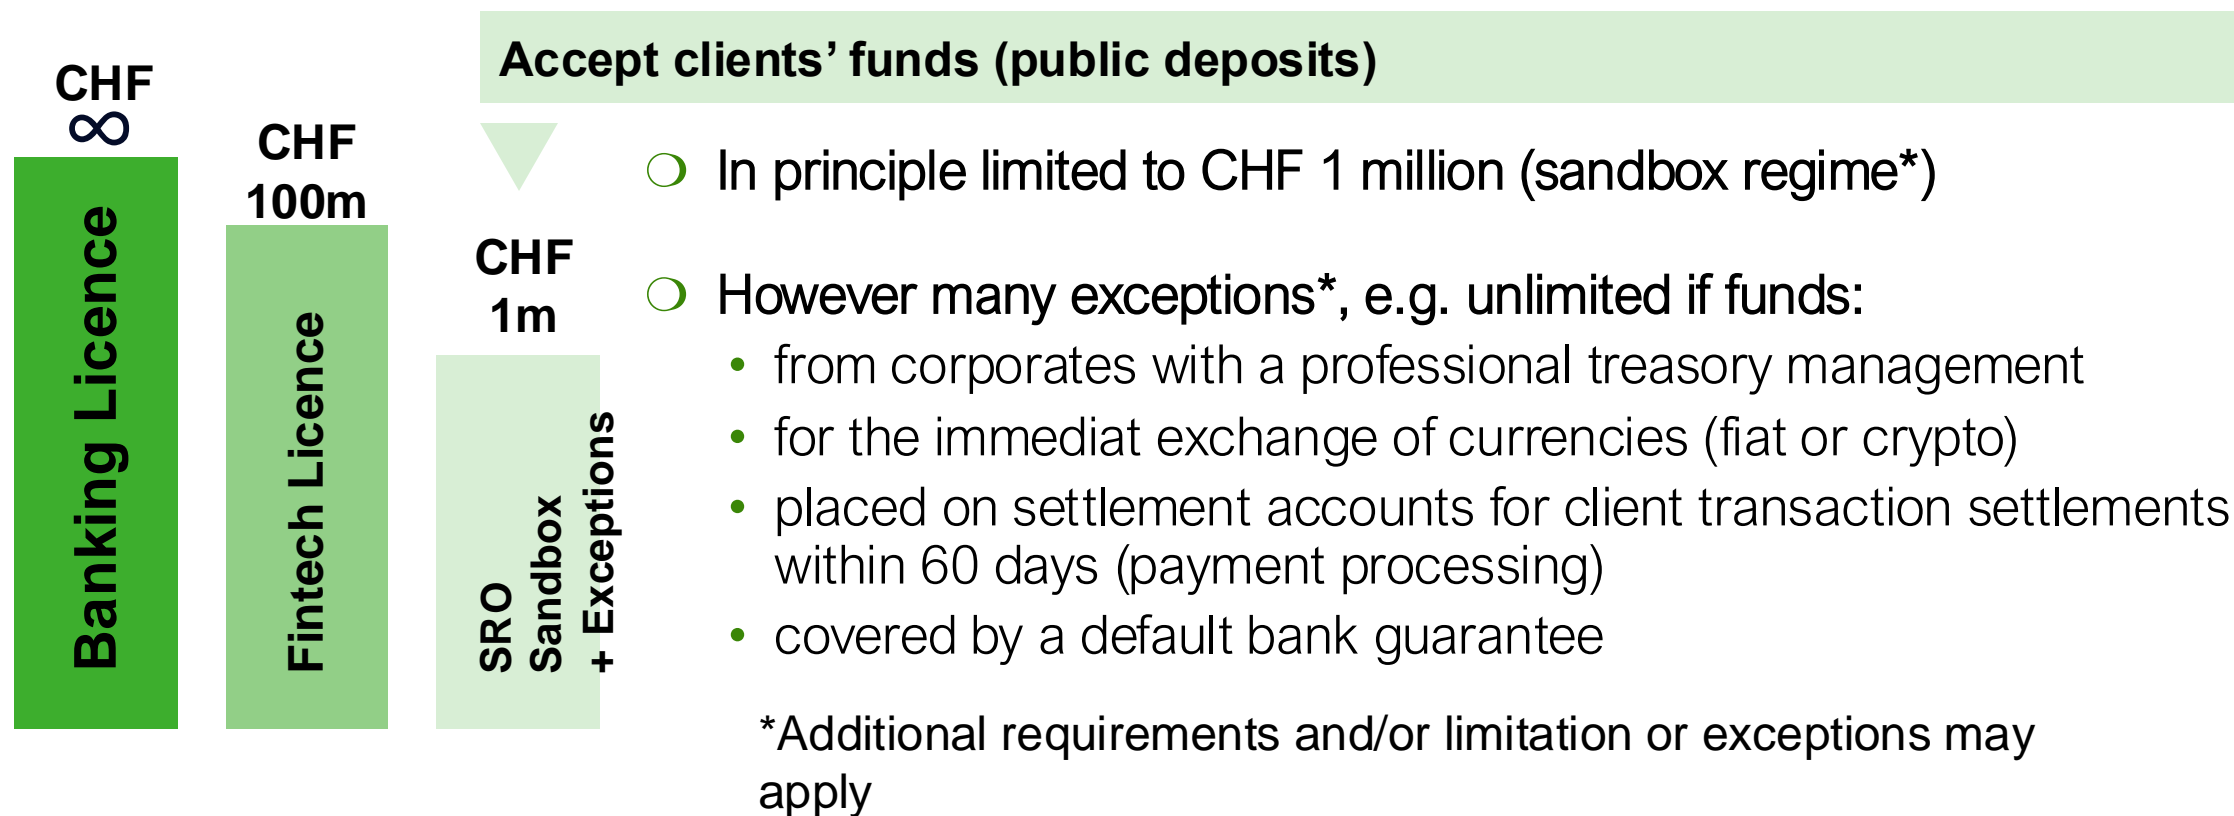 CHF
∞
Banking Licence
CHF
100m
Fintech Licence
CHF
1m
SRO
Sandbox
+ Exceptions
Accept clients’ funds (public deposits)
In principle limited to CHF 1 million (sandbox regime*)
However many exceptions*, e.g. unlimited if funds:
• from corporates with a professional treasury management
• for the immediat exchange of currencies (fiat or crypto)
• placed on settlement accounts for client transaction settlements
within 60 days (payment processing)
• covered by a default bank guarantee
*Additional requirements and/or limitation or exceptions may
apply